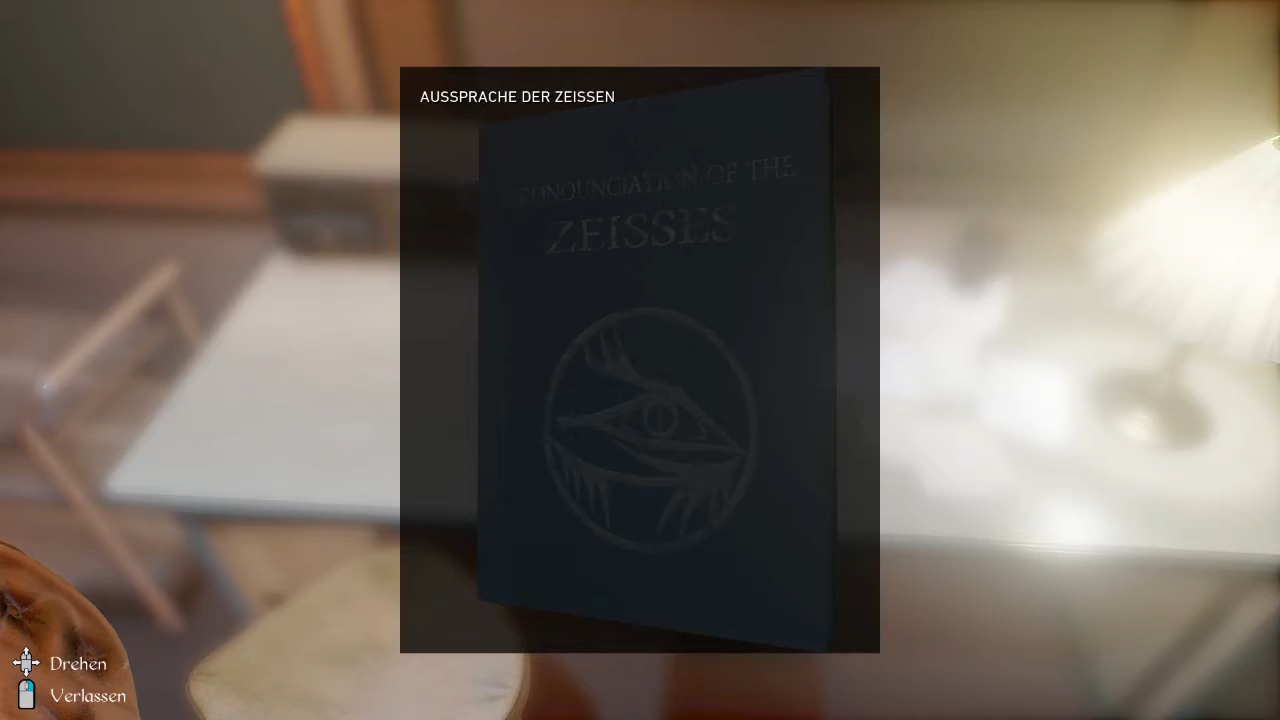 AUSSPRACHE DER ZEISSEN
PRONOUNCIATION OF THE
ZEISSES
Drehen
Verlassen